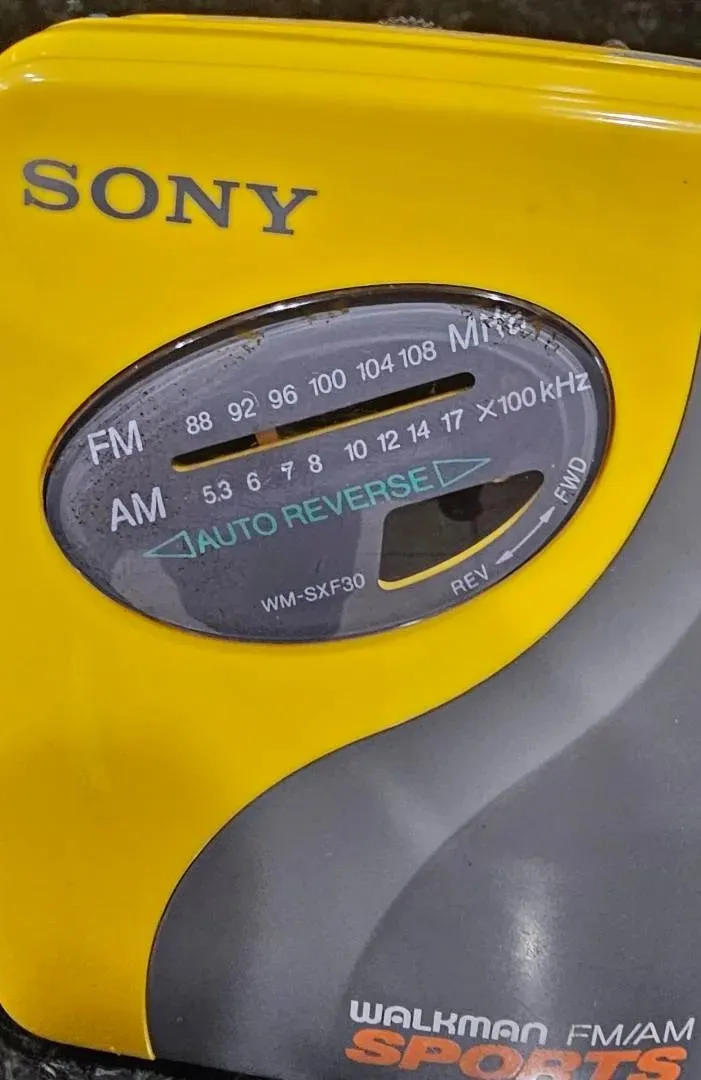 SONY
FM 88 92 96 100 104 108 MHz
AM 5.3 6 7 8 10 12 14 17 X100 kHz
AUTO REVERSE
WM-SXF30
REV FWD
WALKMAN FM/AM
SPORTS